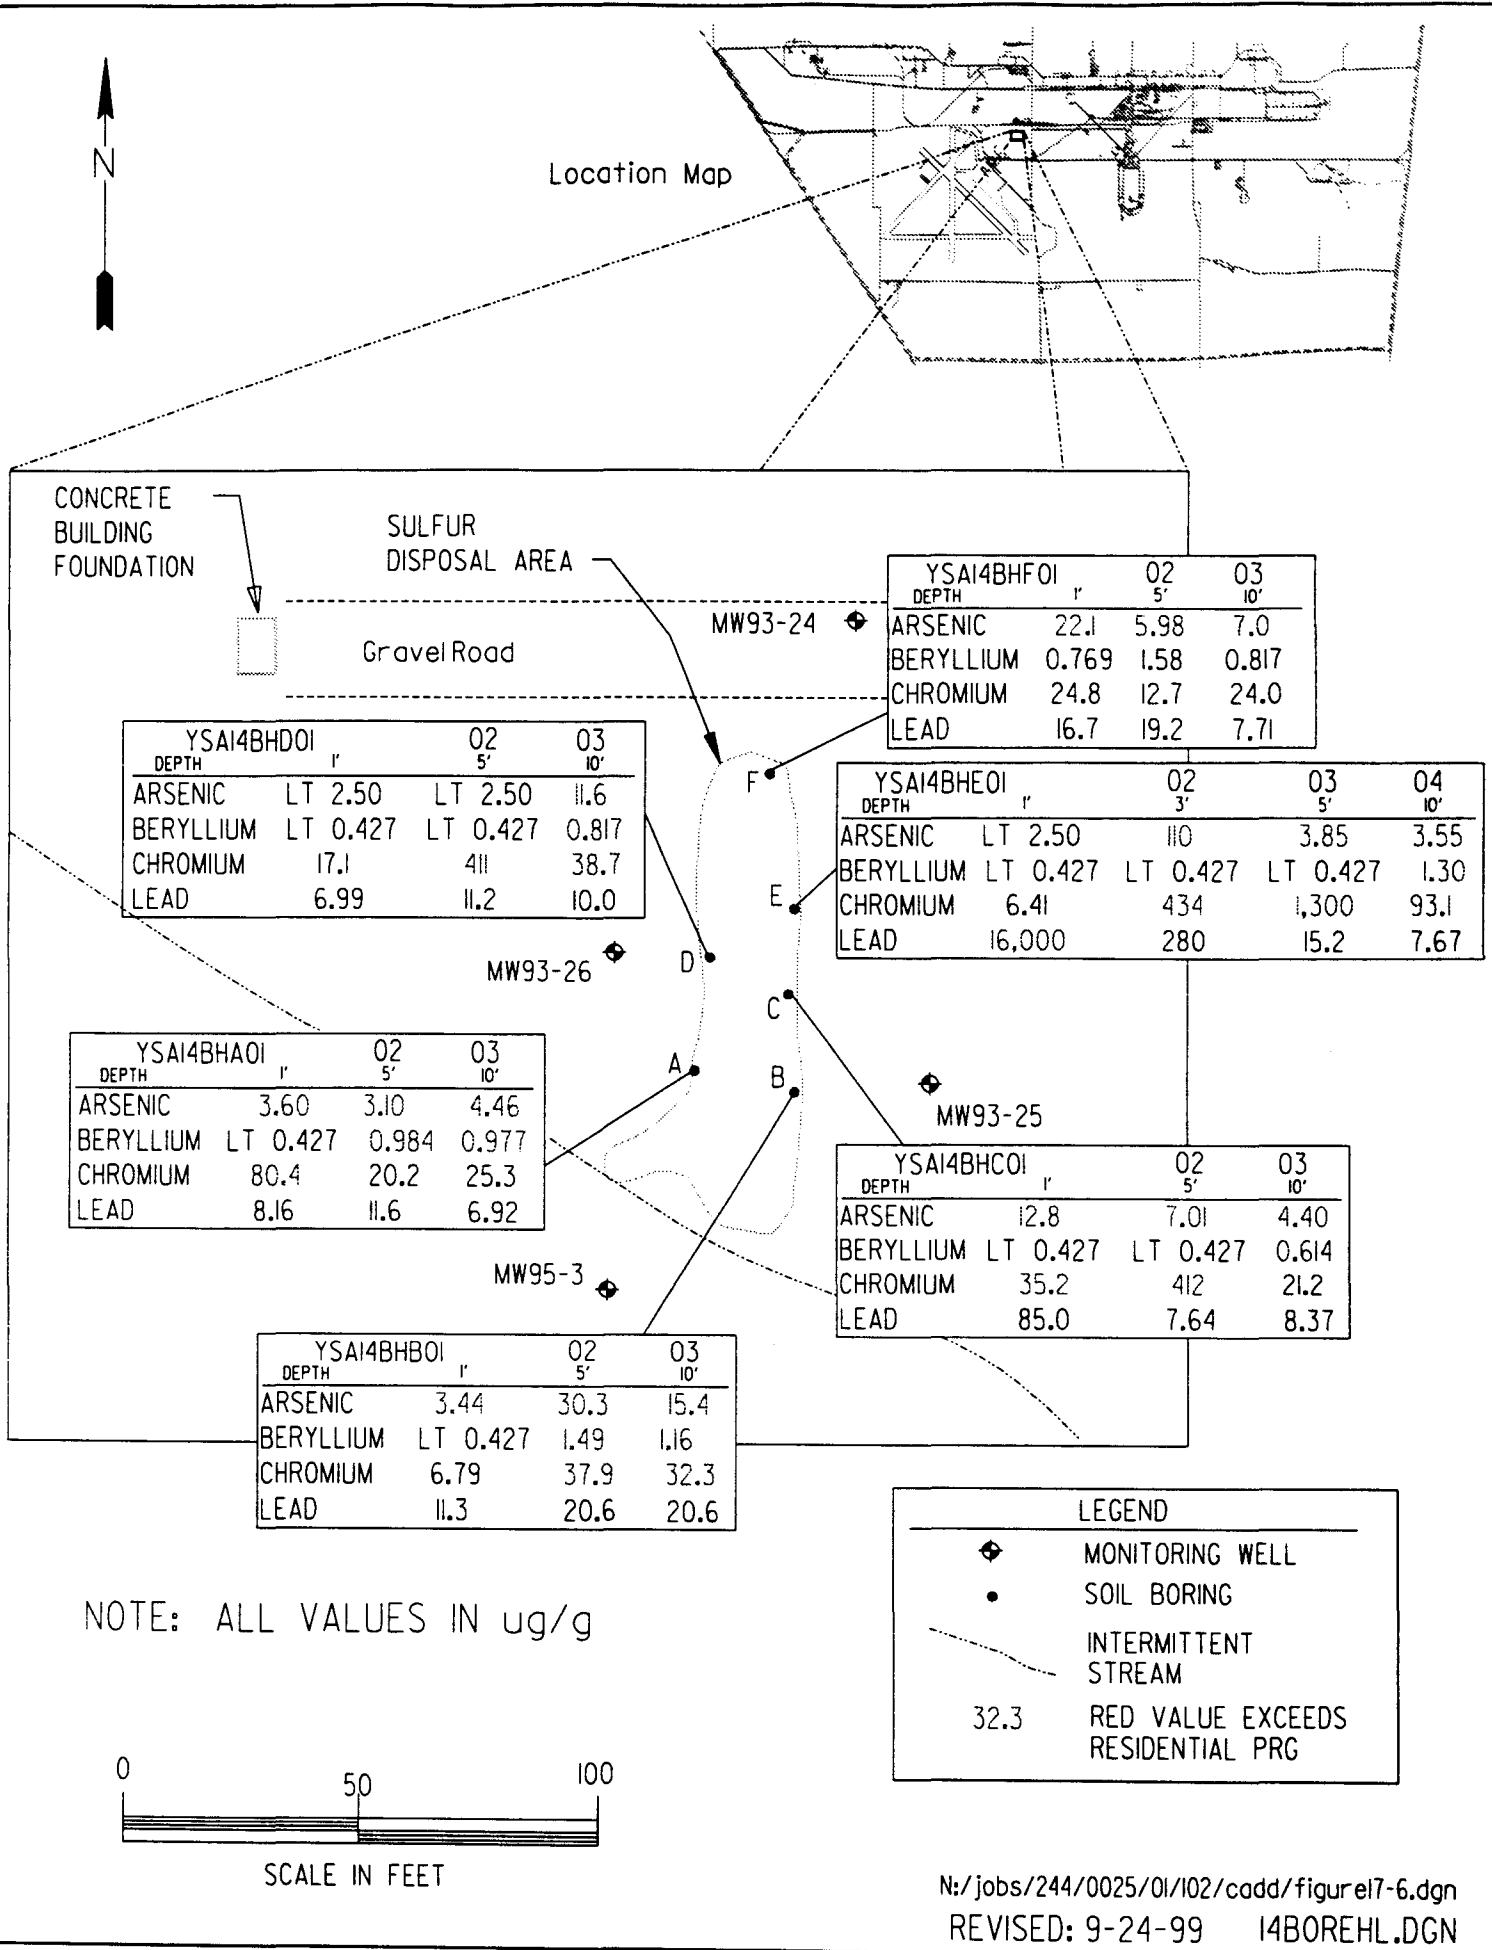 N
Location Map
CONCRETE
BUILDING
FOUNDATION
SULFUR
DISPOSAL AREA
Gravel Road
MW93-24
YSA14BHF01 02 03
DEPTH 1' 5' 10'
ARSENIC 22.1 5.98 7.0
BERYLLIUM 0.769 1.58 0.817
CHROMIUM 24.8 12.7 24.0
LEAD 16.7 19.2 7.71
YSA14BHD01 02 03
DEPTH 1' 5' 10'
ARSENIC LT 2.50 LT 2.50 11.6
BERYLLIUM LT 0.427 LT 0.427 0.817
CHROMIUM 17.1 411 38.7
LEAD 6.99 11.2 10.0
F
YSA14BHE01 02 03 04
DEPTH 1' 3' 5' 10'
ARSENIC LT 2.50 110 3.85 3.55
BERYLLIUM LT 0.427 LT 0.427 LT 0.427 1.30
CHROMIUM 6.41 434 1,300 93.1
LEAD 16,000 280 15.2 7.67
E
MW93-26
D
C
YSA14BHA01 02 03
DEPTH 1' 5' 10'
ARSENIC 3.60 3.10 4.46
BERYLLIUM LT 0.427 0.984 0.977
CHROMIUM 80.4 20.2 25.3
LEAD 8.16 11.6 6.92
A
B
MW93-25
YSA14BHC01 02 03
DEPTH 1' 5' 10'
ARSENIC 12.8 7.01 4.40
BERYLLIUM LT 0.427 LT 0.427 0.614
CHROMIUM 35.2 412 21.2
LEAD 85.0 7.64 8.37
MW95-3
YSA14BHB01 02 03
DEPTH 1' 5' 10'
ARSENIC 3.44 30.3 15.4
BERYLLIUM LT 0.427 1.49 1.16
CHROMIUM 6.79 37.9 32.3
LEAD 11.3 20.6 20.6
LEGEND
MONITORING WELL
SOIL BORING
INTERMITTENT
STREAM
32.3 RED VALUE EXCEEDS
RESIDENTIAL PRG
NOTE: ALL VALUES IN ug/g
0 50 100
SCALE IN FEET
N:/jobs/244/0025/01/102/cadd/figure17-6.dgn
REVISED: 9-24-99 14BOREHL.DGN